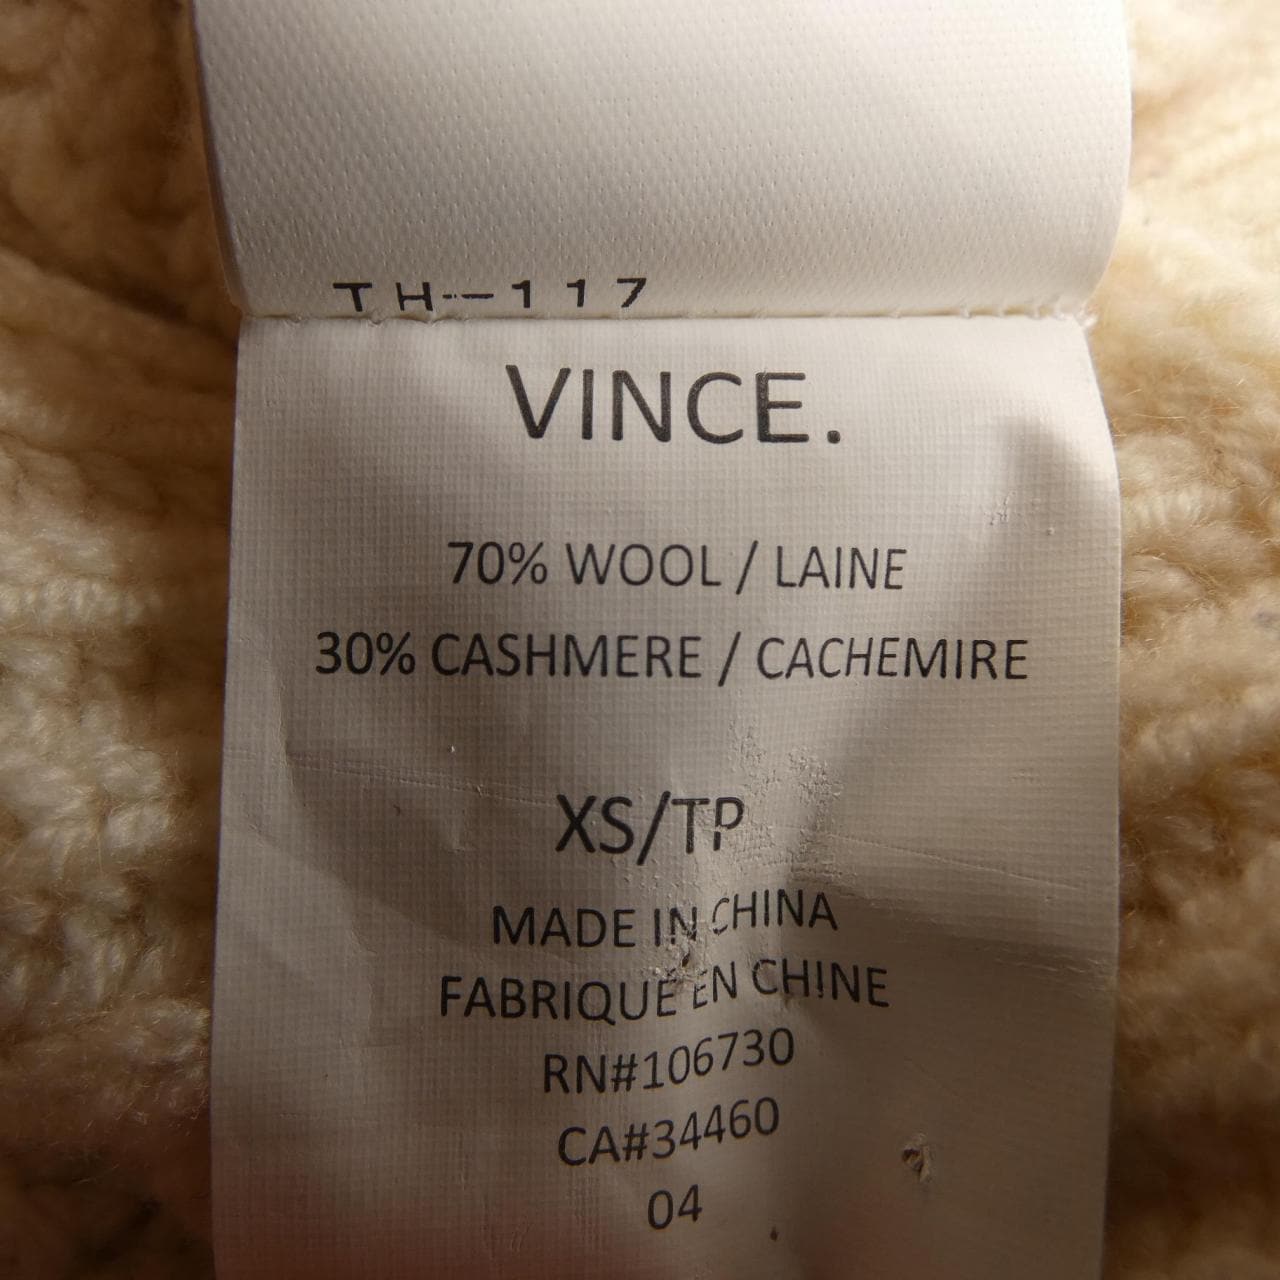 TH--117
VINCE.
70% WOOL / LAINE
30% CASHMERE / CACHEMIRE
XS/TP
MADE IN CHINA
FABRIQUÉ EN CHINE
RN#106730
CA#34460
04